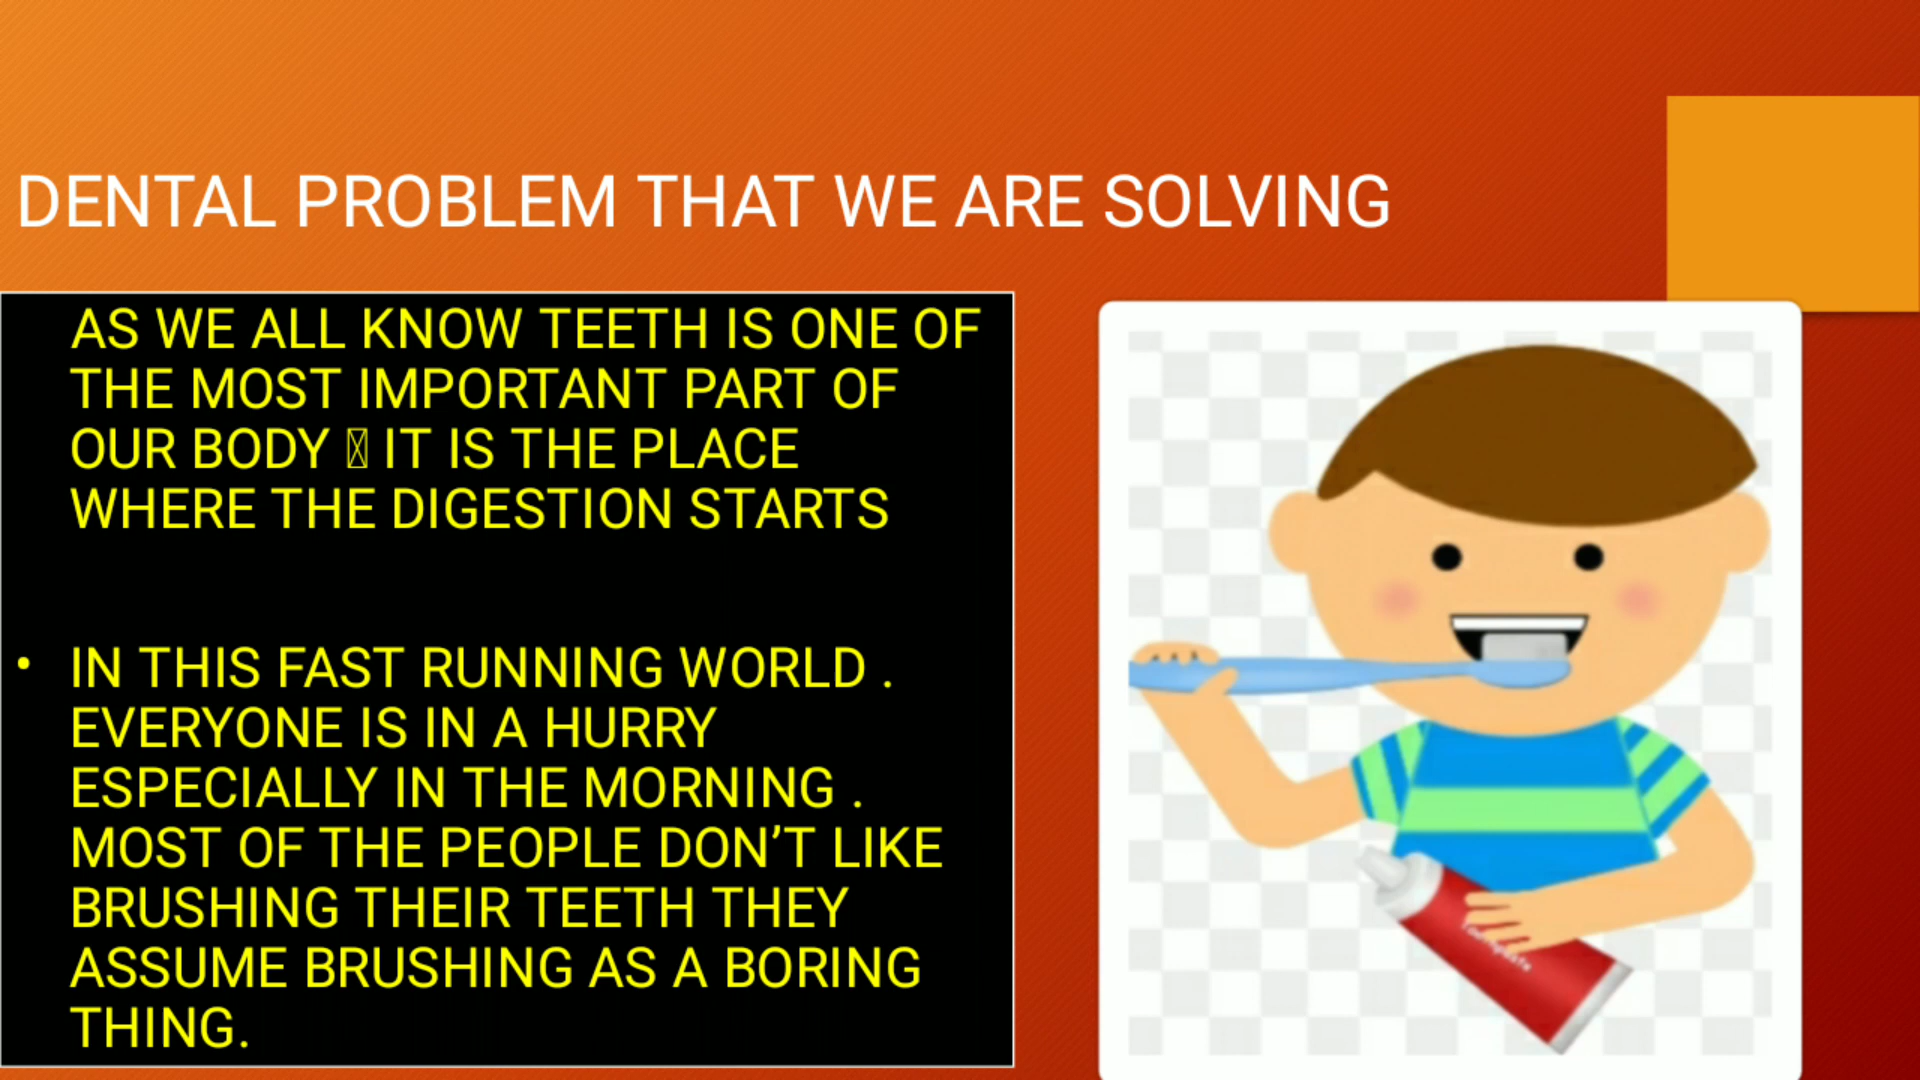 DENTAL PROBLEM THAT WE ARE SOLVING
AS WE ALL KNOW TEETH IS ONE OF
THE MOST IMPORTANT PART OF
OUR BODY IT IS THE PLACE
WHERE THE DIGESTION STARTS
• IN THIS FAST RUNNING WORLD .
EVERYONE IS IN A HURRY
ESPECIALLY IN THE MORNING .
MOST OF THE PEOPLE DON’T LIKE
BRUSHING THEIR TEETH THEY
ASSUME BRUSHING AS A BORING
THING.